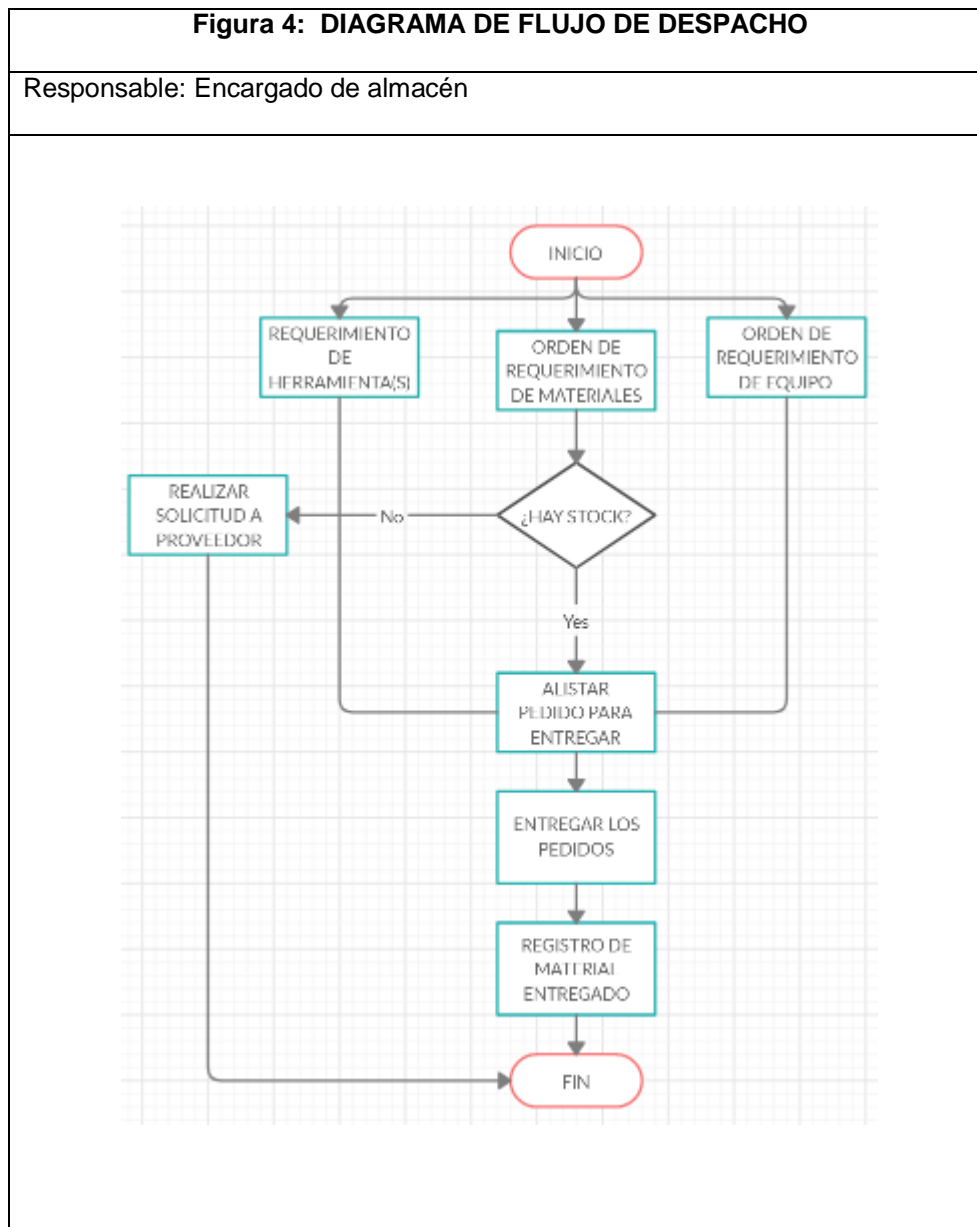 Figura 4: DIAGRAMA DE FLUJO DE DESPACHO
Responsable: Encargado de almacén
INICIO
REQUERIMIENTO
DE
HERRAMIENTA(S)
ORDEN DE
REQUERIMIENTO
DE MATERIALES
ORDEN DE
REQUERIMIENTO
DE EQUIPO
REALIZAR
SOLICITUD A
PROVEEDOR
No
¿HAY STOCK?
Yes
ALISTAR
PEDIDO PARA
ENTREGAR
ENTREGAR LOS
PEDIDOS
REGISTRO DE
MATERIAL
ENTREGADO
FIN